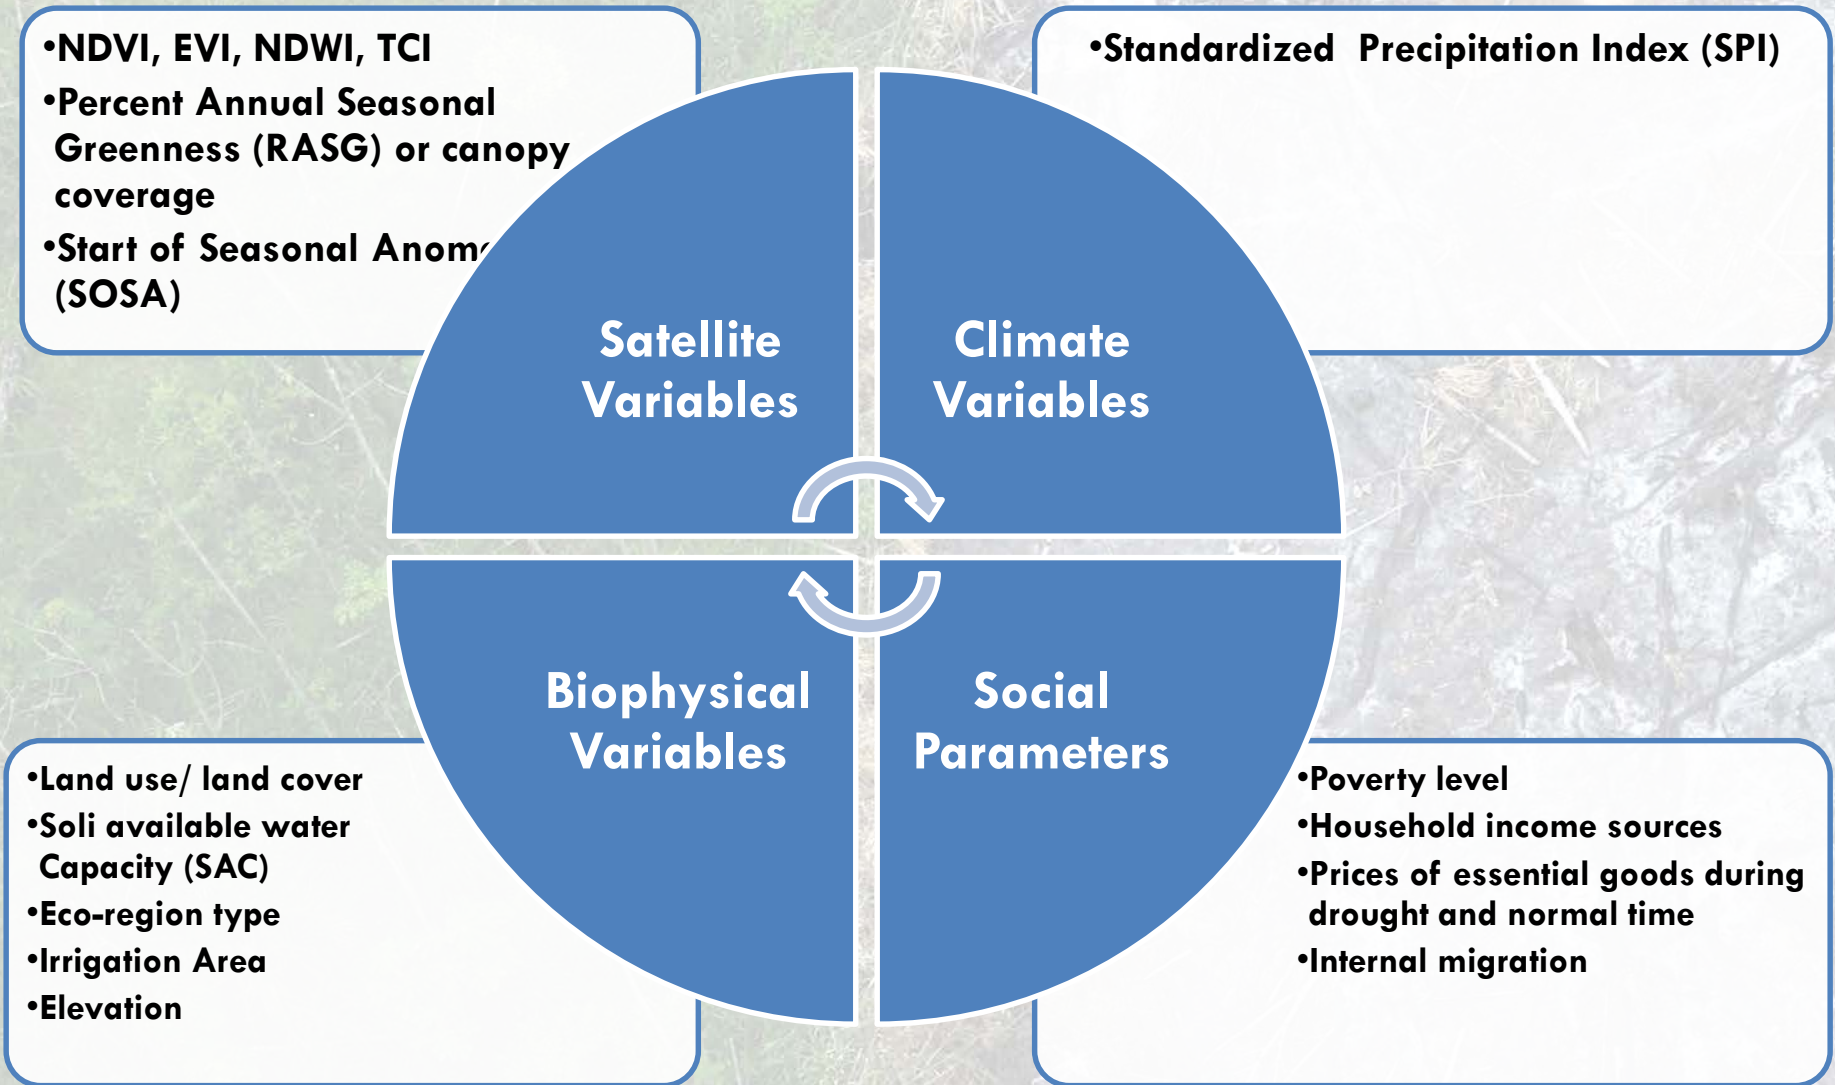 •NDVI, EVI, NDWI, TCI
•Percent Annual Seasonal
Greenness (RASG) or canopy
coverage
•Start of Seasonal
(SOSA)
•Standardized Precipitation Index (SPI)
Satellite
Variables
Climate
Variables
Biophysical
Variables
Social
Parameters
•Land use/ land cover
•Soli available water
Capacity (SAC)
•Eco-region type
•Irrigation Area
•Elevation
•Poverty level
•Household income sources
•Prices of essential goods during
drought and normal time
•Internal migration